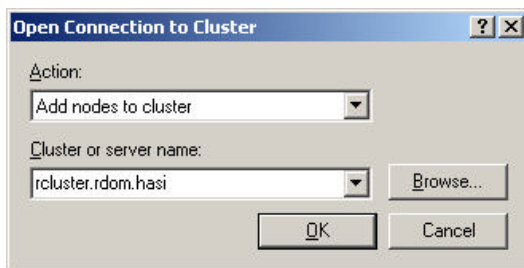 Open Connection to Cluster
Action:
Add nodes to cluster
Cluster or server name:
rcluster.rdom.hasi
Browse...
OK
Cancel